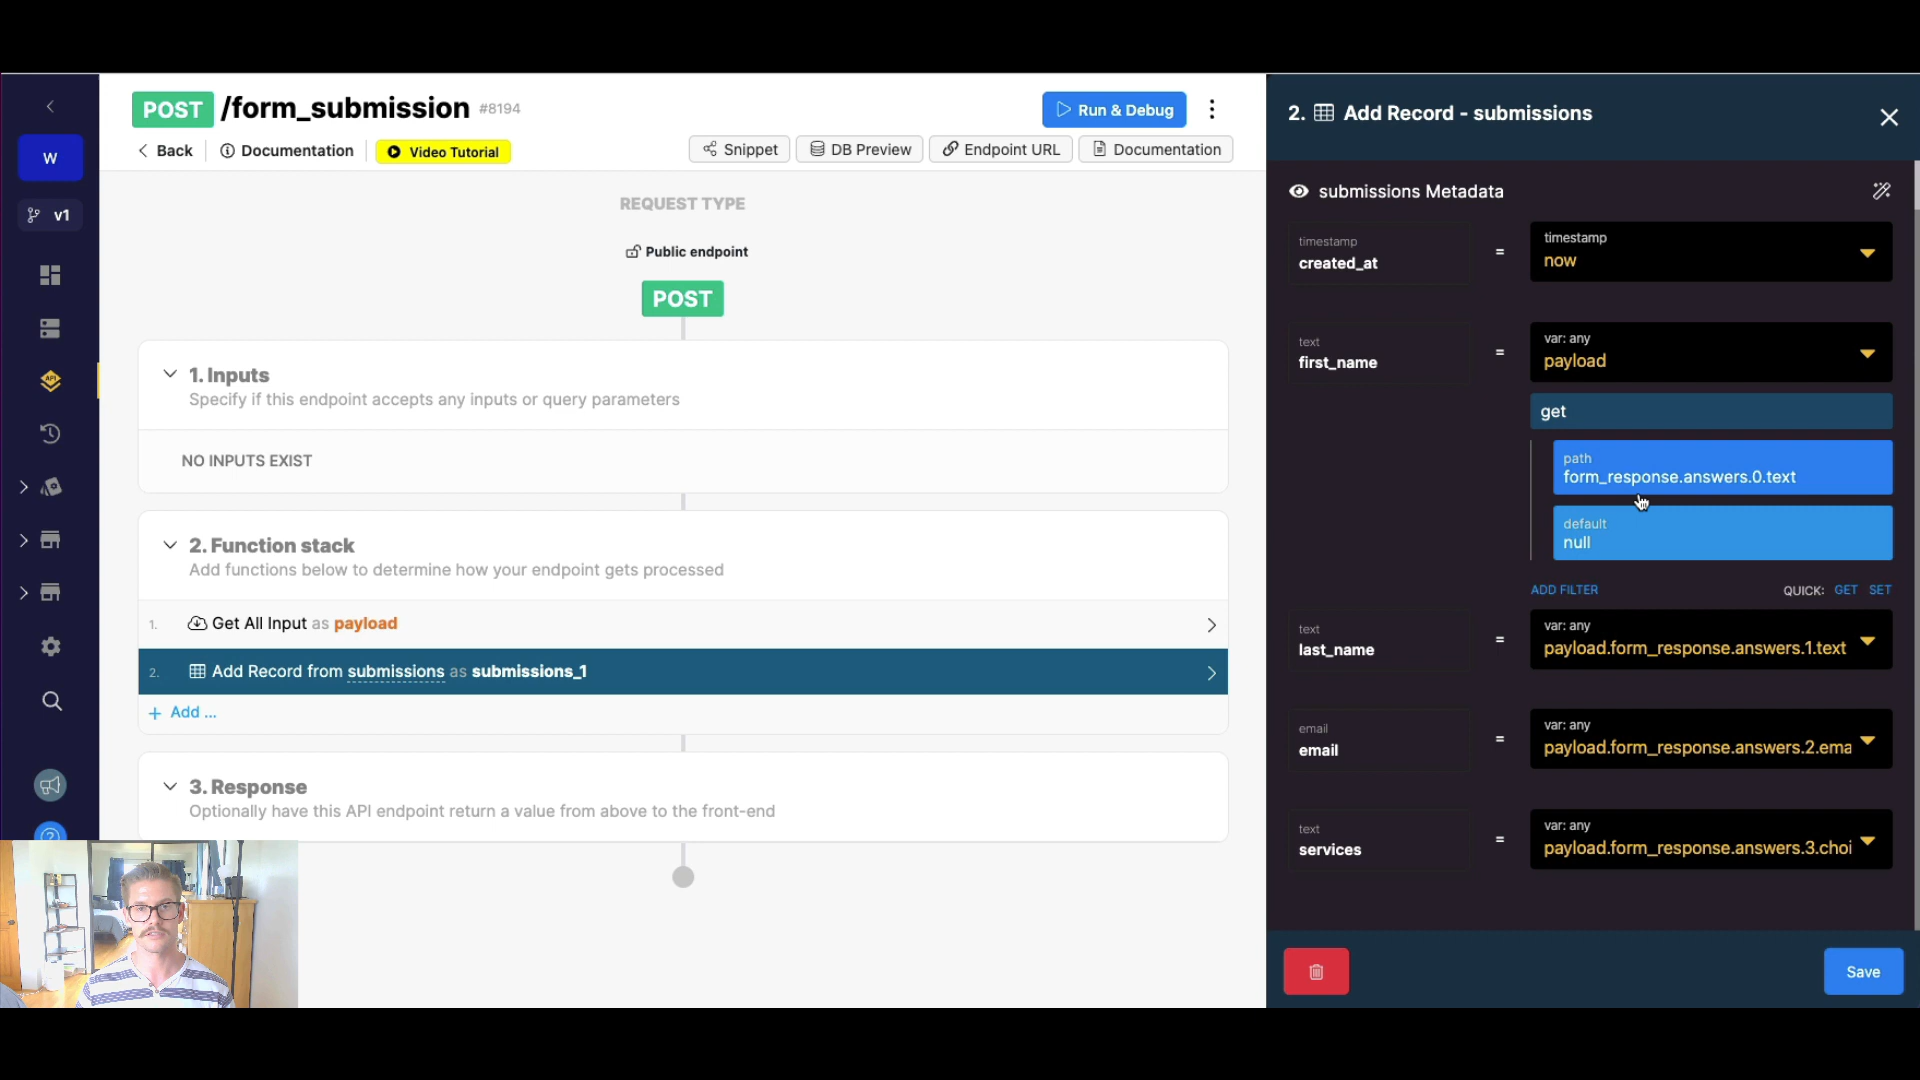 POST /form_submission #8194
Run & Debug
Back
Documentation
Video Tutorial
Snippet
DB Preview
Endpoint URL
Documentation
W
v1
API
REQUEST TYPE
Public endpoint
POST
1. Inputs
Specify if this endpoint accepts any inputs or query parameters
NO INPUTS EXIST
2. Function stack
Add functions below to determine how your endpoint gets processed
1. Get All Input as payload
2. Add Record from submissions as submissions_1
+ Add ...
3. Response
Optionally have this API endpoint return a value from above to the front-end
2. Add Record - submissions
submissions Metadata
timestamp
created_at
=
timestamp
now
text
first_name
=
var: any
payload
get
path
form_response.answers.0.text
default
null
ADD FILTER
QUICK: GET SET
text
last_name
=
var: any
payload.form_response.answers.1.text
email
email
=
var: any
payload.form_response.answers.2.ema
text
services
=
var: any
payload.form_response.answers.3.choi
Save